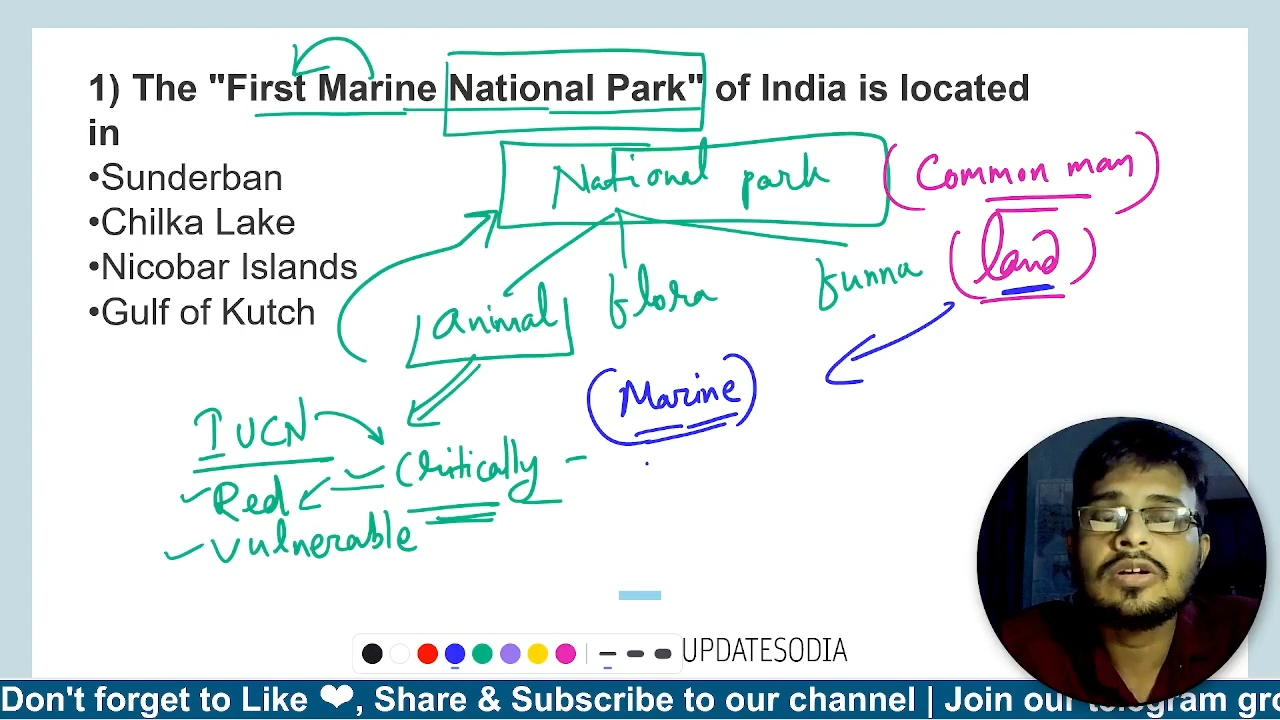 1) The "First Marine National Park" of India is located
in
•Sunderban
•Chilka Lake
•Nicobar Islands
•Gulf of Kutch
National park (Common man)
(land)
animal flora funna
(Marine)
IUCN
Critically -
Red
Vulnerable
UPDATESODIA
Don't forget to Like ❤, Share & Subscribe to our channel | Join our telegram gro